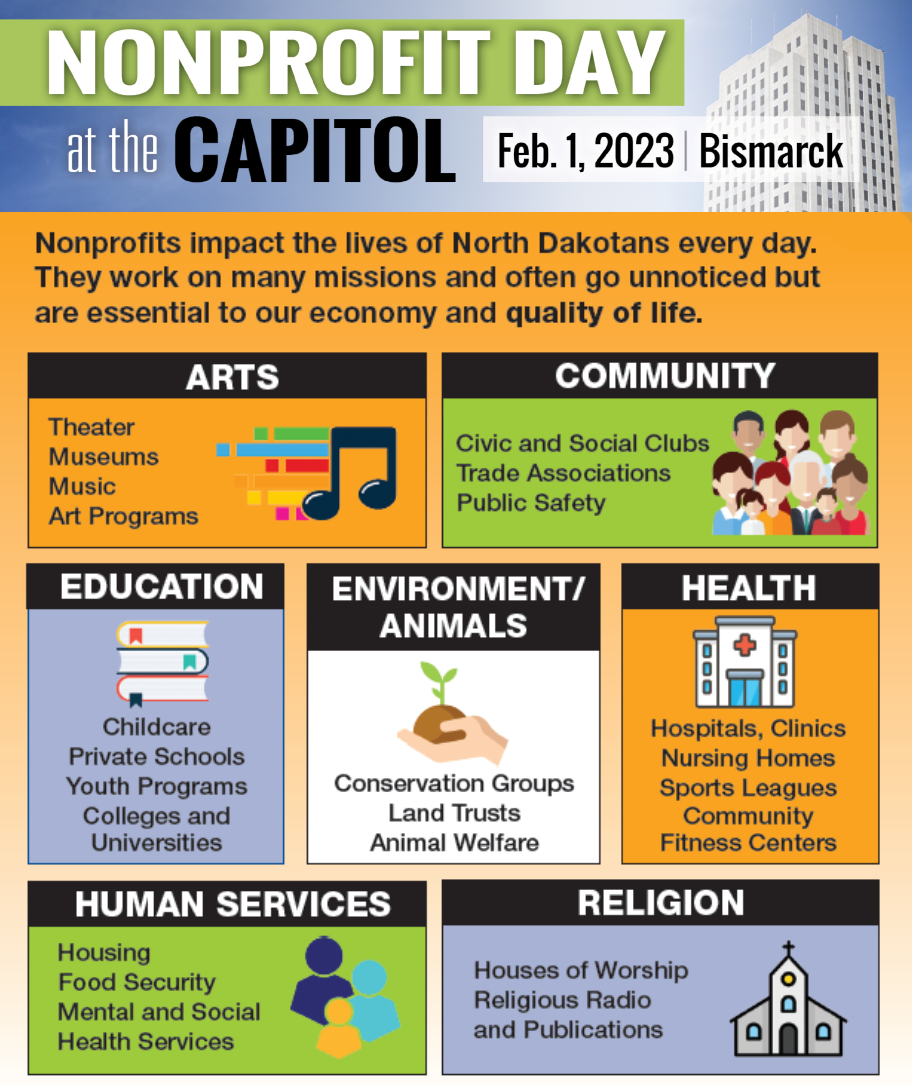 NONPROFIT DAY
at the CAPITOL
Feb. 1, 2023 | Bismarck
Nonprofits impact the lives of North Dakotans every day.
They work on many missions and often go unnoticed but
are essential to our economy and quality of life.
ARTS
Theater
Museums
Music
Art Programs
COMMUNITY
Civic and Social Clubs
Trade Associations
Public Safety
EDUCATION
Childcare
Private Schools
Youth Programs
Colleges and
Universities
ENVIRONMENT/
ANIMALS
Conservation Groups
Land Trusts
Animal Welfare
HEALTH
Hospitals, Clinics
Nursing Homes
Sports Leagues
Community
Fitness Centers
HUMAN SERVICES
Housing
Food Security
Mental and Social
Health Services
RELIGION
Houses of Worship
Religious Radio
and Publications